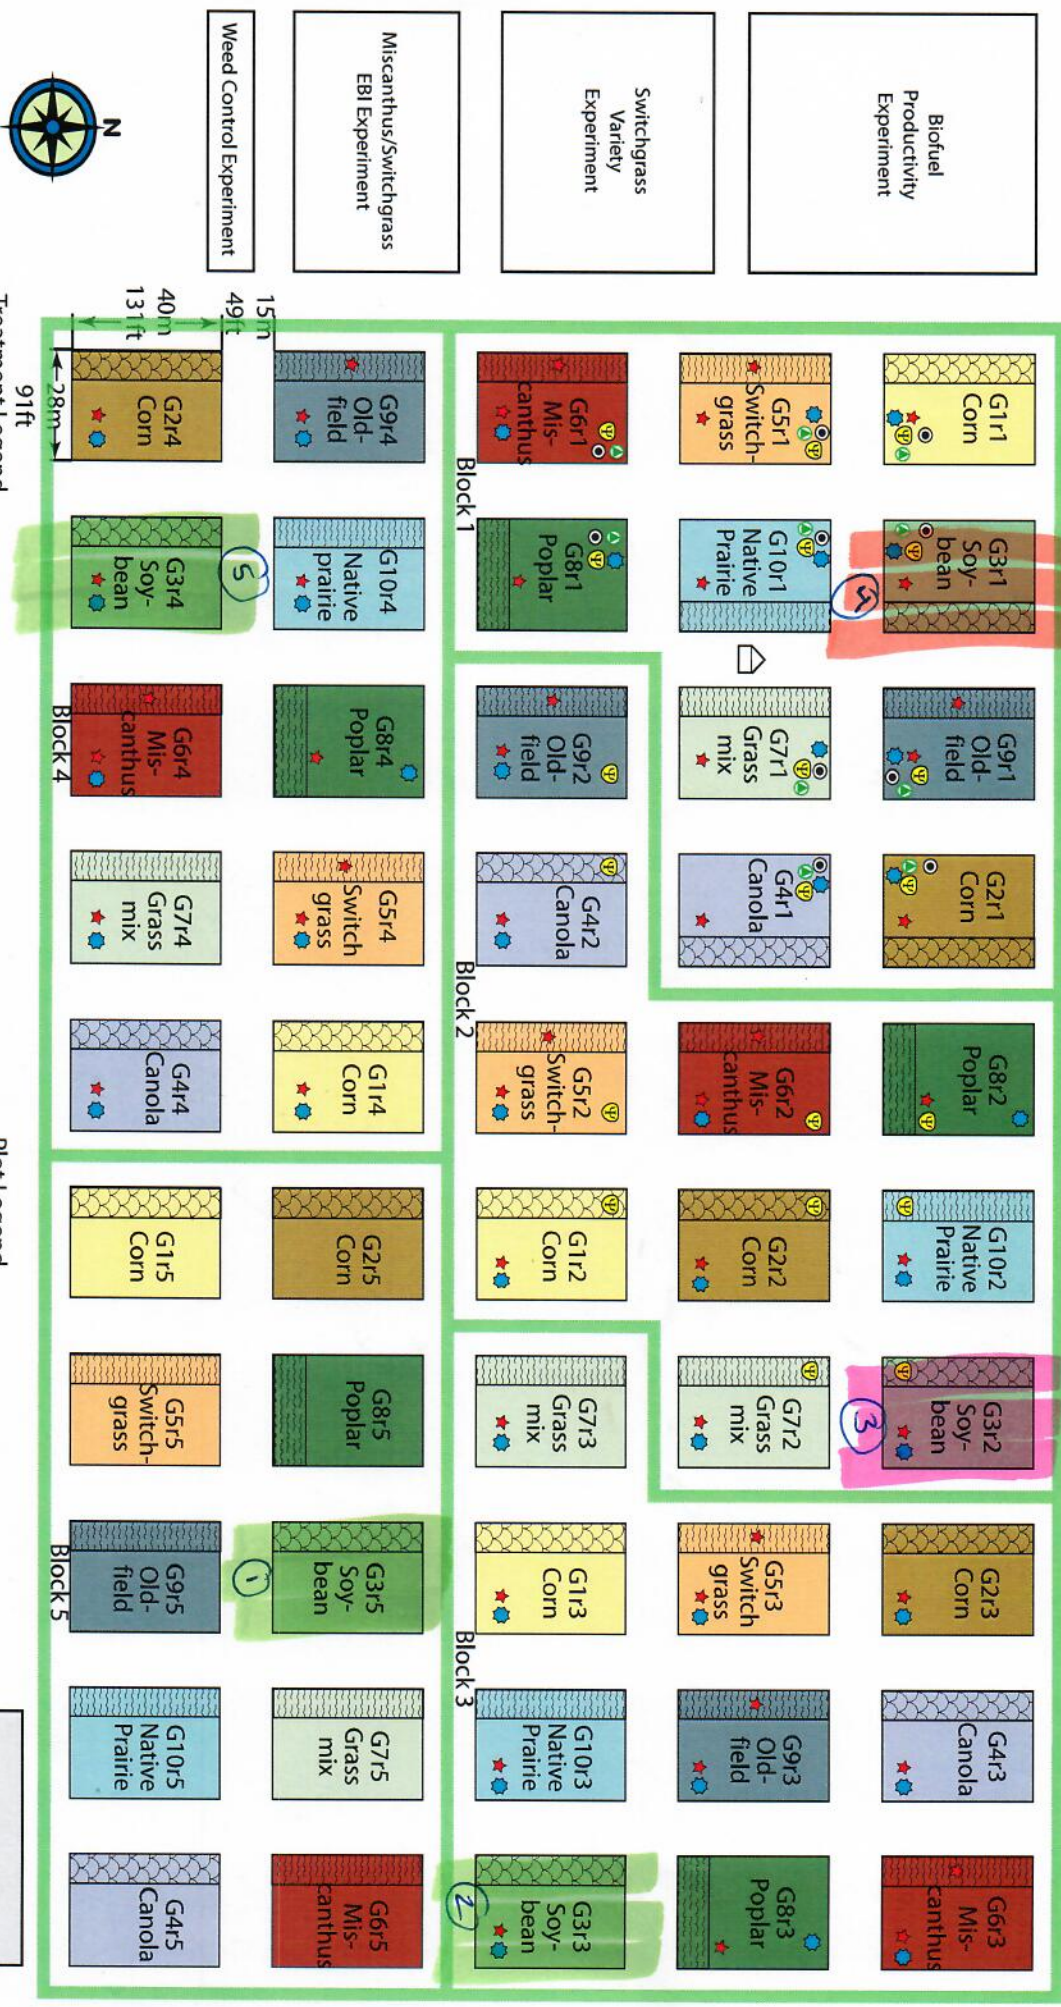 Biofuel
Productivity
Experiment
G1r1
Corn
G3r1
Soy-
bean
4
G9r1
Old-
field
G2r1
Corn
G8r2
Poplar
G10r2
Native
Prairie
G3r2
Soy-
bean
3
G2r3
Corn
G4r3
Canola
G6r3
Mis-
canthus
Switchgrass
Variety
Experiment
G5r1
Switch-
grass
G10r1
Native
Prairie
G7r1
Grass
mix
G4r1
Canola
G6r2
Mis-
canthus
G2r2
Corn
G7r2
Grass
mix
G5r3
Switch
grass
G9r3
Old-
field
G8r3
Poplar
Miscanthus/Switchgrass
EBI Experiment
G6r1
Mis-
canthus
G8r1
Poplar
G9r2
Old-
field
G4r2
Canola
G5r2
Switch-
grass
G1r2
Corn
G7r3
Grass
mix
G1r3
Corn
G10r3
Native
Prairie
G3r3
Soy-
bean
2
Block 1
Block 2
Block 3
Weed Control Experiment
15m
49ft
G9r4
Old-
field
G10r4
Native
prairie
G8r4
Poplar
G5r4
Switch
grass
G1r4
Corn
G2r5
Corn
G8r5
Poplar
G3r5
Soy-
bean
G7r5
Grass
mix
G6r5
Mis-
canthus
5
1
40m
131ft
G2r4
Corn
G3r4
Soy-
bean
G6r4
Mis-
canthus
G7r4
Grass
mix
G4r4
Canola
G1r5
Corn
G5r5
Switch-
grass
G9r5
Old-
field
G10r5
Native
Prairie
G4r5
Canola
N
28m
91ft
Block 4
Block 5
Treatment Legend
Plot Legend